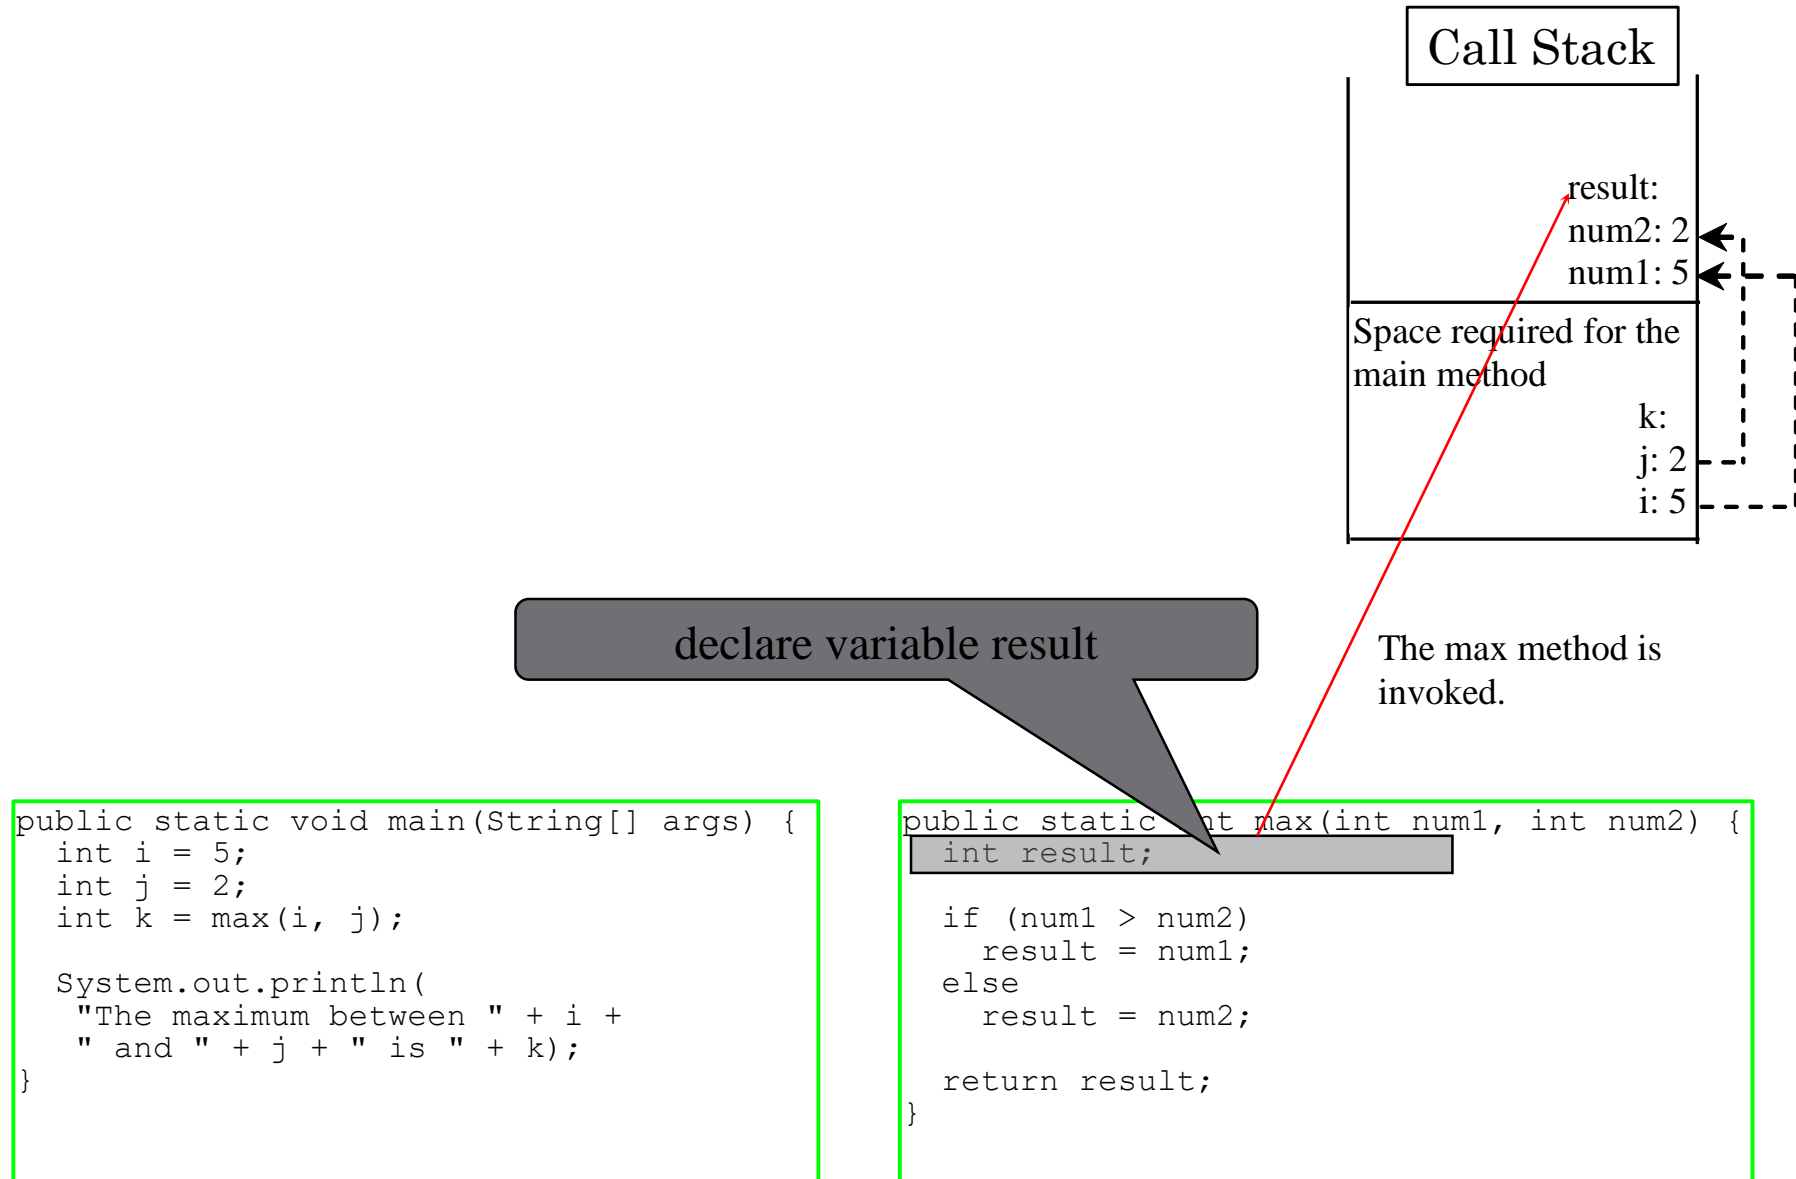 Call Stack
result:
num2: 2
num1: 5
Space required for the
main method
k:
j: 2
i: 5
declare variable result
The max method is
invoked.
public static void main(String[] args) {
  int i = 5;
  int j = 2;
  int k = max(i, j);
  System.out.println(
   "The maximum between " + i +
   " and " + j + " is " + k);
}
public static int max(int num1, int num2) {
  int result;
  if (num1 > num2)
    result = num1;
  else
    result = num2;
  return result;
}